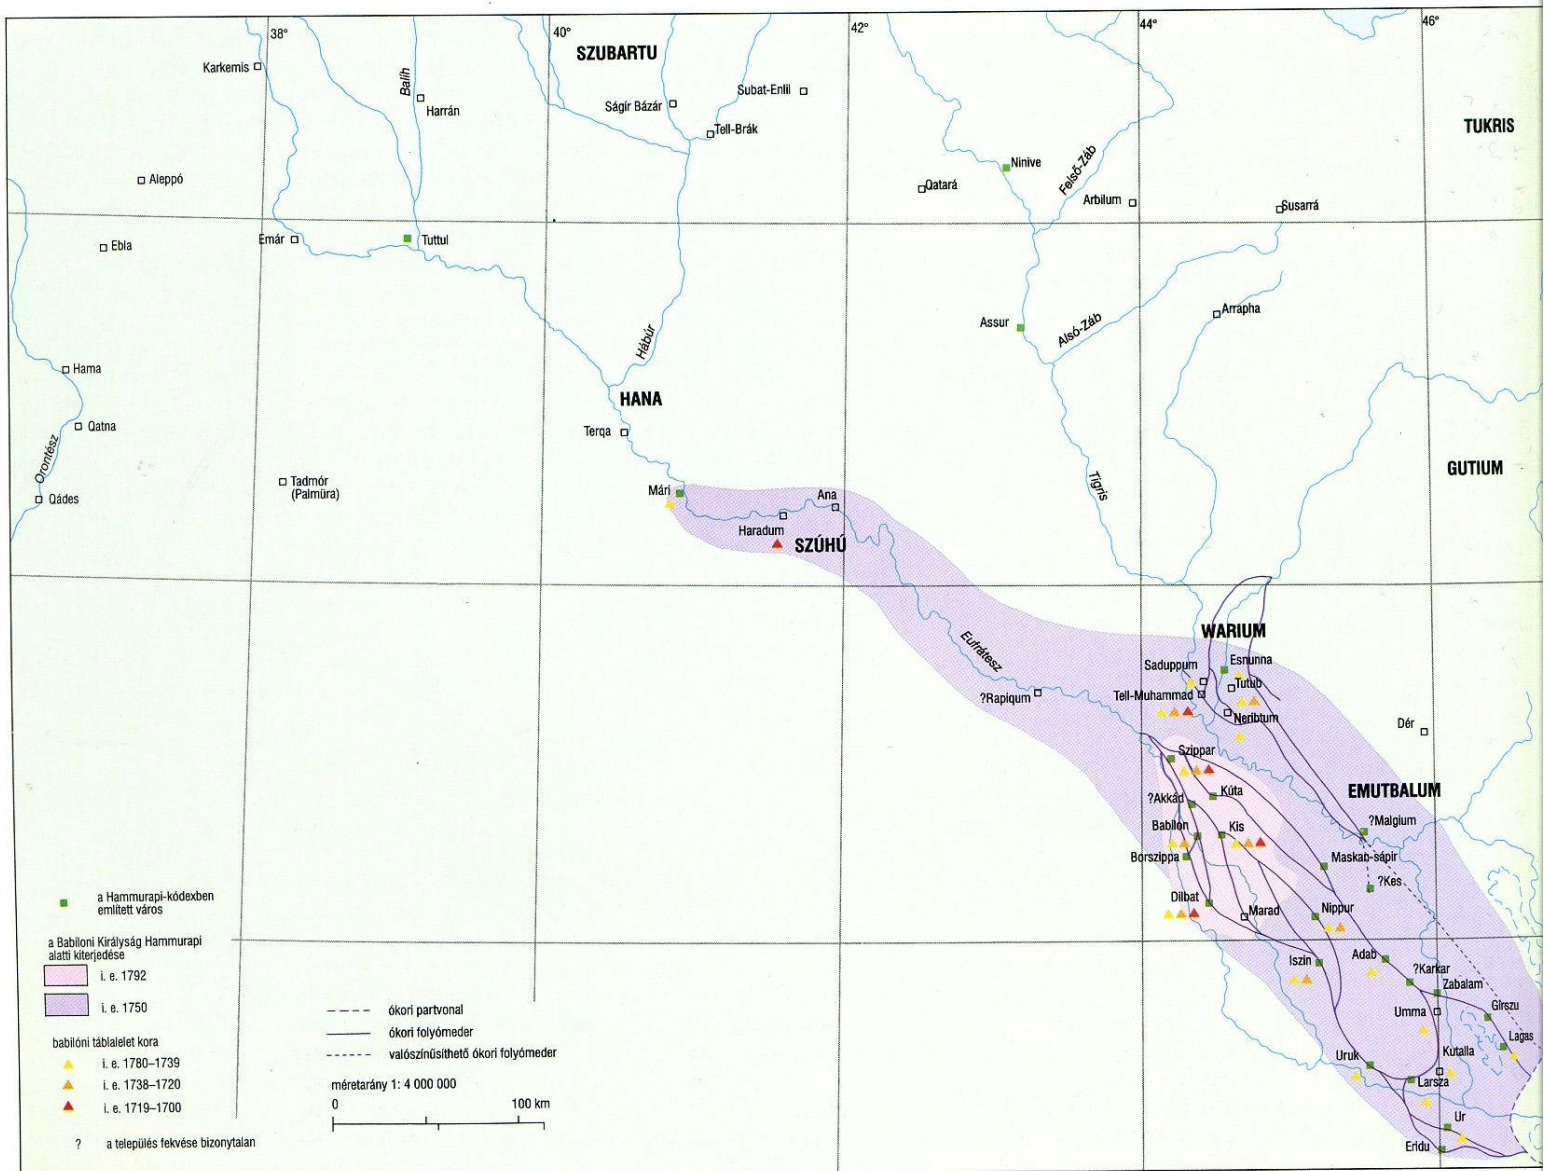 38°
40°
42°
44°
46°
SZUBARTU
Karkemis
Balíh
Harrán
Ságír Bázár
Subat-Enlil
Tell-Brák
TUKRIS
Aleppó
Ninive
Qatará
Felső-Záb
Arbilum
Susarrá
Ebla
Emár
Tuttul
Assur
Alsó-Záb
Arrapha
Hábúr
Hama
HANA
Qatna
Terqa
Orontész
Tigris
GUTIUM
Qádes
Tadmór
(Palmüra)
Mári
Ana
Haradum
SZÚHÚ
WARIUM
Eufrátesz
Saduppum
Esnunna
Tutub
?Rapiqum
Tell-Muhammad
Neribtum
Dér
Szippar
EMUTBALUM
?Akkád
Kúta
?Malgium
Babilon
Kis
Borszippa
Maskan-sápir
?Kes
Dilbat
Marad
Nippur
Iszin
Adab
?Karkar
Zabalam
Umma
Girszu
Lagas
Uruk
Kutalla
Larsza
Ur
Eridu
a Hammurapi-kódexben
említett város
a Babiloni Királyság Hammurapi
alatti kiterjedése
i. e. 1792
i. e. 1750
babilóni táblalelet kora
i. e. 1780–1739
i. e. 1738–1720
i. e. 1719–1700
? a település fekvése bizonytalan
ókori partvonal
ókori folyómeder
valószínűsíthető ókori folyómeder
méretarány 1: 4 000 000
0 100 km